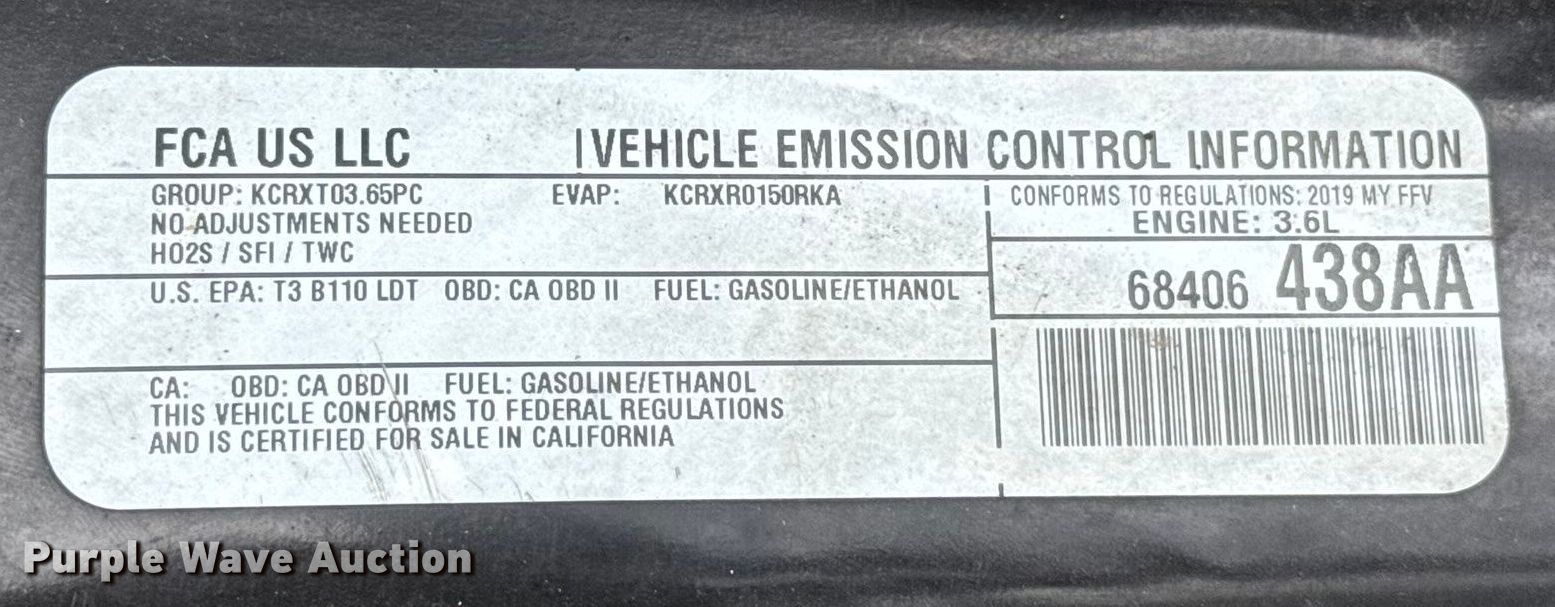 FCA US LLC VEHICLE EMISSION CONTROL INFORMATION
GROUP: KCRXT03.65PC EVAP: KCRXR0150RKA
NO ADJUSTMENTS NEEDED
HO2S / SFI / TWC
CONFORMS TO REGULATIONS: 2019 MY FFV
ENGINE: 3.6L
68406 438AA
U.S. EPA: T3 B110 LDT OBD: CA OBD II FUEL: GASOLINE/ETHANOL
CA: OBD: CA OBD II FUEL: GASOLINE/ETHANOL
THIS VEHICLE CONFORMS TO FEDERAL REGULATIONS
AND IS CERTIFIED FOR SALE IN CALIFORNIA
Purple Wave Auction